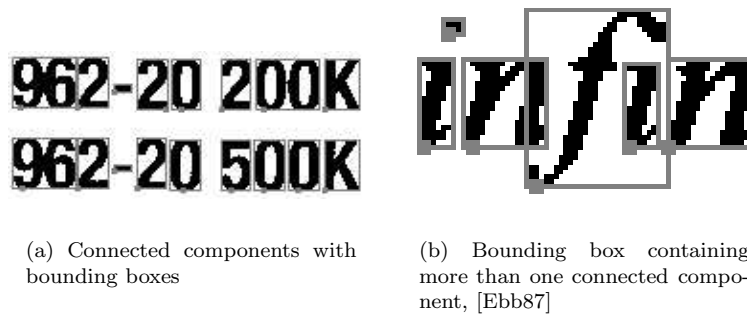 962-20 200K
962-20 500K
infin
(a) Connected components with
bounding boxes
(b) Bounding box containing
more than one connected compo-
nent, [Ebb87]